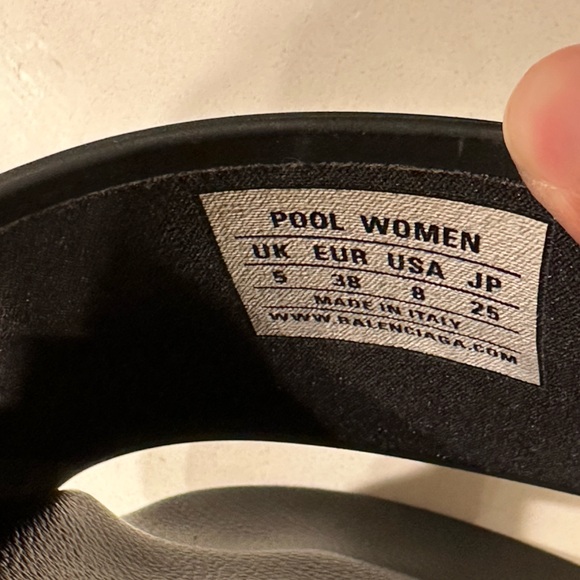 POOL WOMEN
UK EUR USA JP
5 38 8 25
MADE IN ITALY
WWW.BALENCIAGA.COM